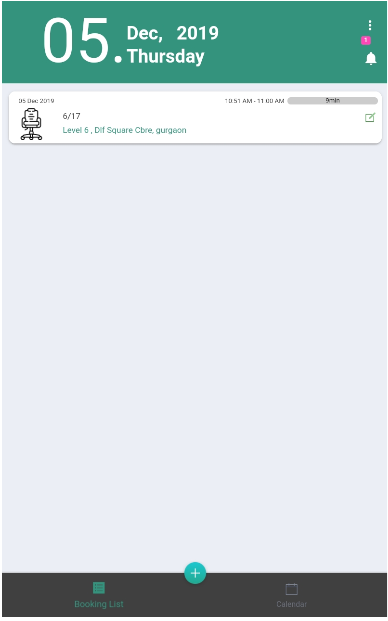 05. Dec, 2019
Thursday
1
05 Dec 2019 10:51 AM - 11:00 AM 9min
6/17
Level 6 , Dlf Square Cbre, gurgaon
+
Booking List Calendar